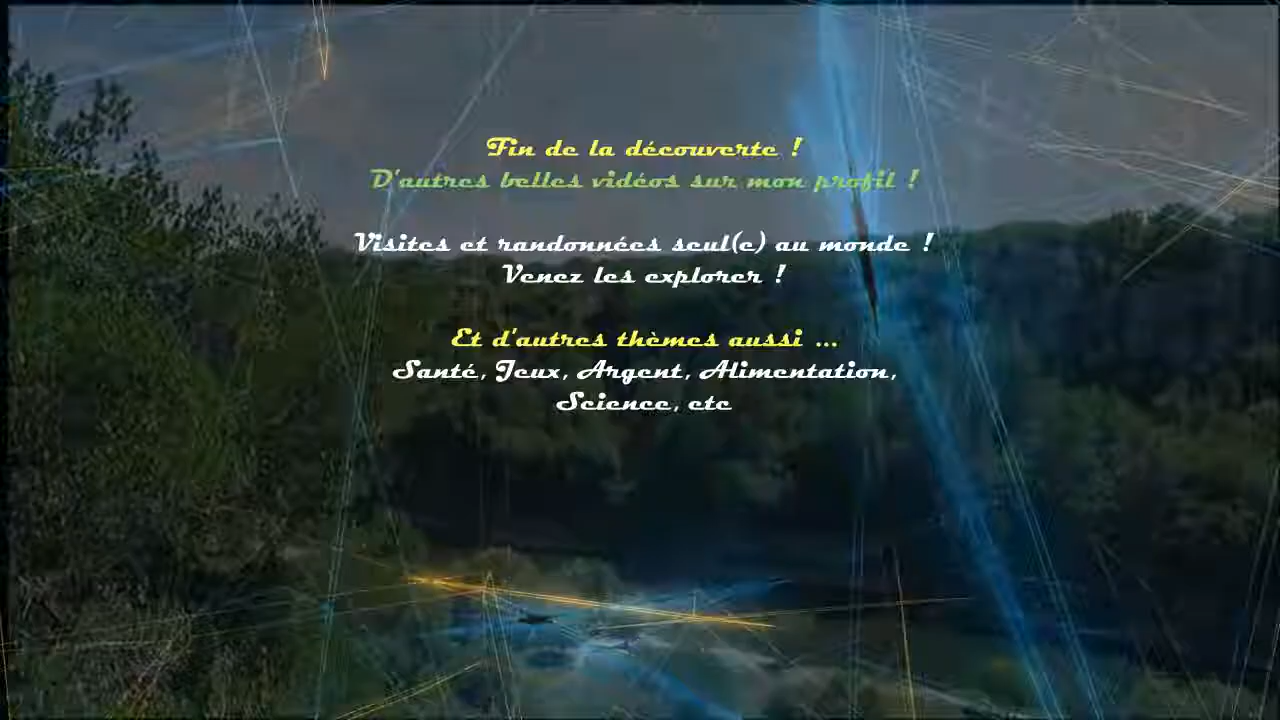 Fin de la découverte !
D'autres belles vidéos sur mon profil !
Visites et randonnées seul(e) au monde !
Venez les explorer !
Et d'autres thèmes aussi ...
Santé, Jeux, Argent, Alimentation,
Science, etc